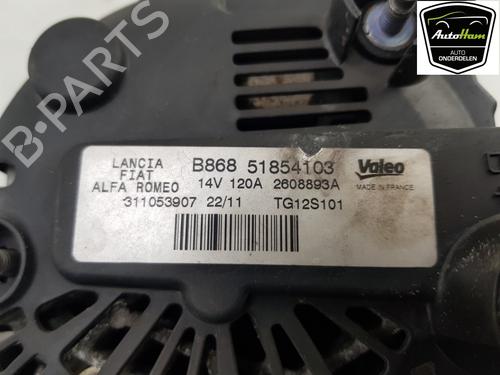 AutoHam
AUTO
ONDERDELEN
B-PARTS
LANCIA
FIAT
ALFA ROMEO
B868 51854103
14V 120A 2608893A
311053907 22/11 TG12S101
Valeo
MADE IN FRANCE